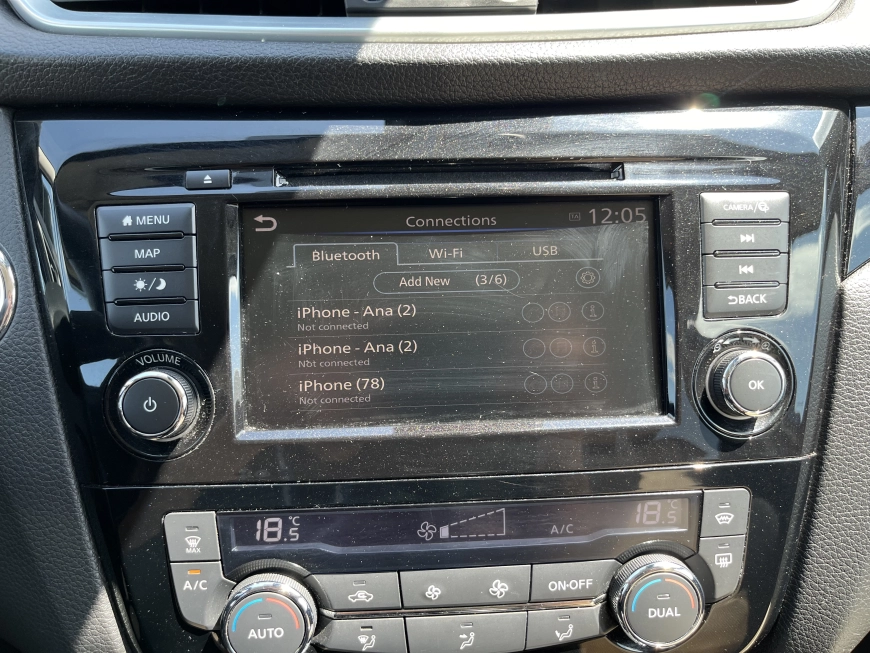 MENU
MAP
AUDIO
VOLUME
Connections
TA 12:05
Bluetooth Wi-Fi USB
Add New (3/6)
iPhone - Ana (2)
Not connected
iPhone - Ana (2)
Not connected
iPhone (78)
Not connected
CAMERA/
BACK
OK
18.5 °C
A/C
18.5
MAX
A/C
AUTO
ON·OFF
DUAL